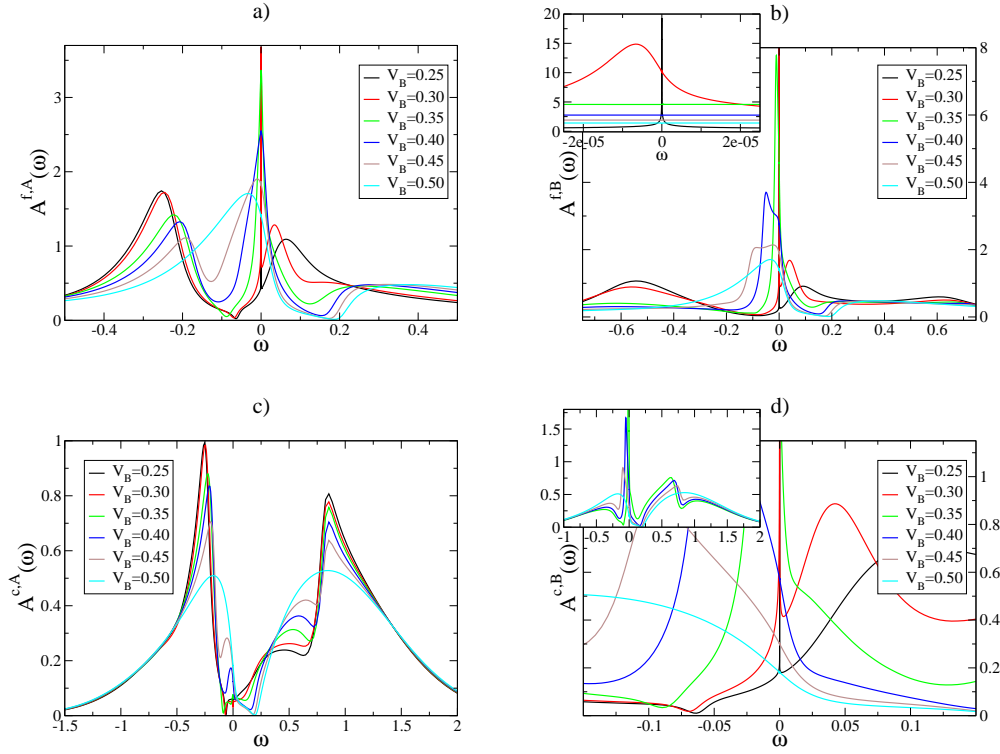 a)
A^{f,A}(ω)
3
2
1
0
-0.4
-0.2
0
0.2
0.4
ω
V_B=0.25
V_B=0.30
V_B=0.35
V_B=0.40
V_B=0.45
V_B=0.50
b)
A^{f,B}(ω)
20
15
10
5
0
-2e-05
0
2e-05
ω
8
6
4
2
0
-0.6
-0.4
-0.2
0
0.2
0.4
0.6
ω
V_B=0.25
V_B=0.30
V_B=0.35
V_B=0.40
V_B=0.45
V_B=0.50
c)
A^{c,A}(ω)
1
0.8
0.6
0.4
0.2
0
-1.5
-1
-0.5
0
0.5
1
1.5
2
ω
V_B=0.25
V_B=0.30
V_B=0.35
V_B=0.40
V_B=0.45
V_B=0.50
d)
A^{c,B}(ω)
1.5
1
0.5
0
-1
-0.5
0
0.5
1
1.5
2
1
0.8
0.6
0.4
0.2
0
-0.1
-0.05
0
0.05
0.1
ω
V_B=0.25
V_B=0.30
V_B=0.35
V_B=0.40
V_B=0.45
V_B=0.50